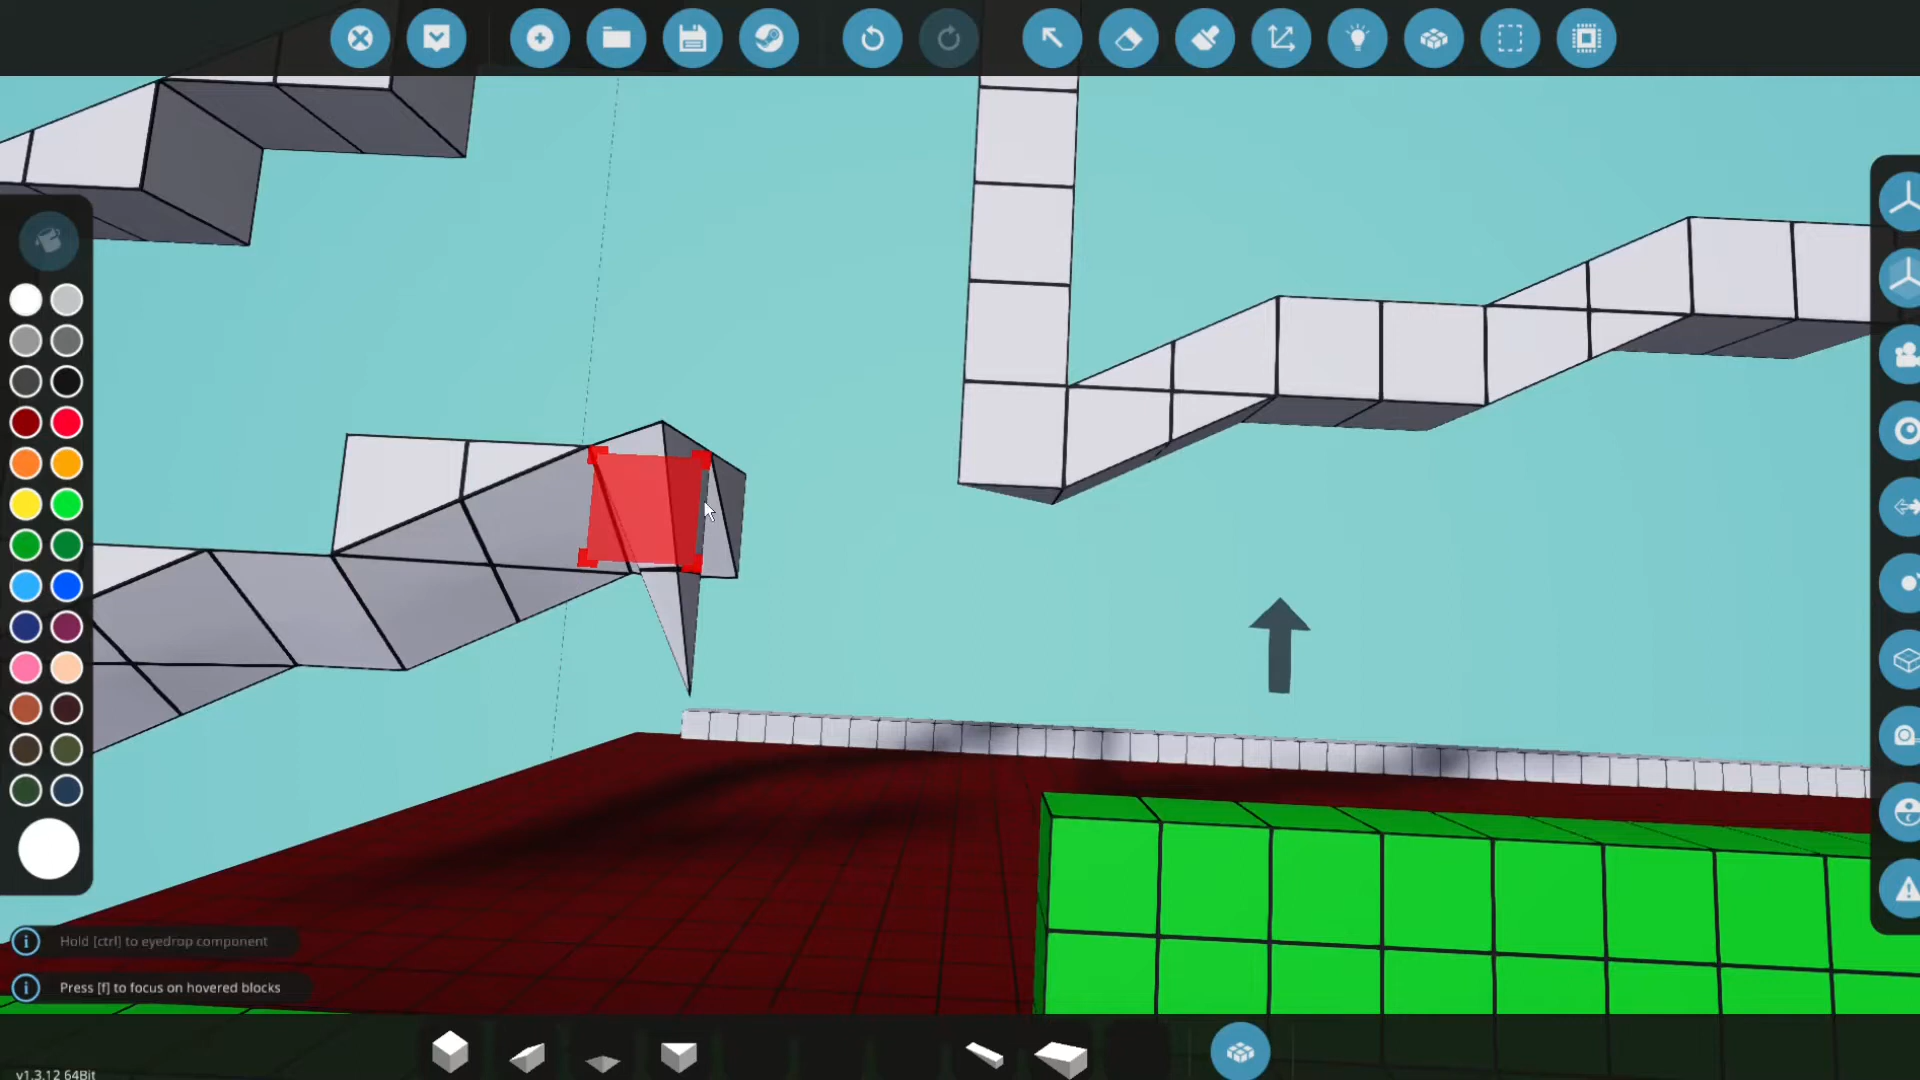 Hold [ctrl] to eyedrop component
Press [f] to focus on hovered blocks
v1.3.12 64Bit